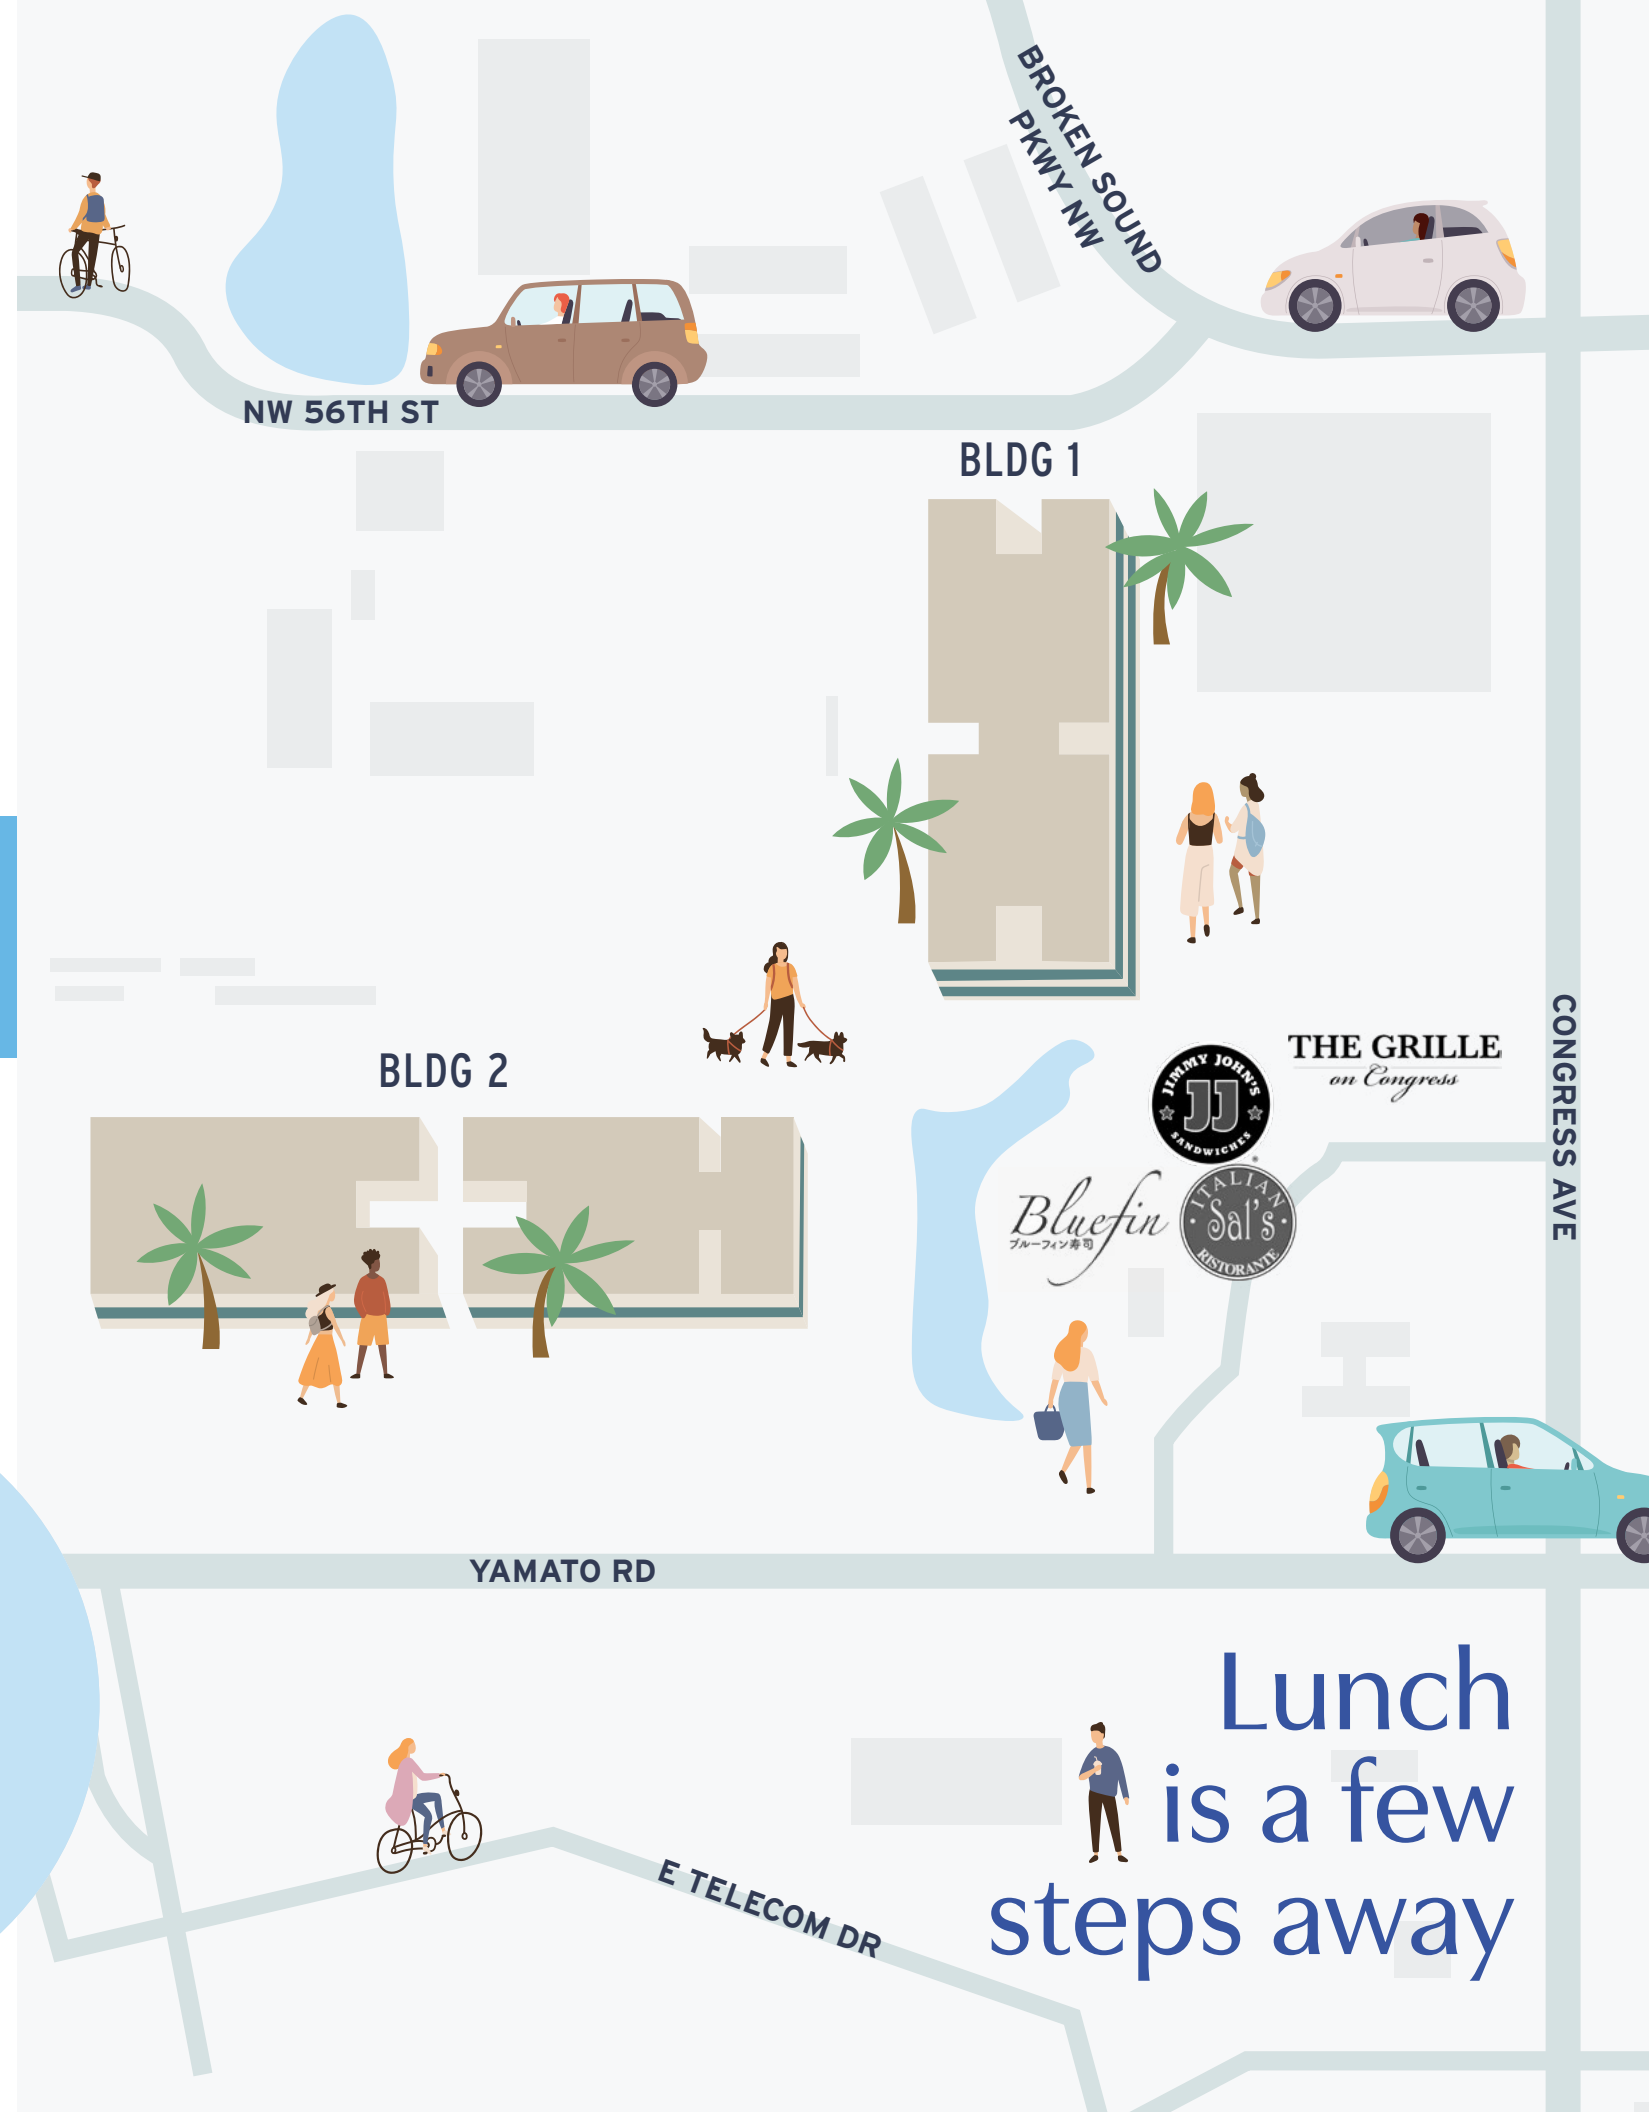 BROKEN SOUND
PKWY NW
NW 56TH ST
BLDG 1
BLDG 2
JIMMY JOHN'S
JJ
SANDWICHES
THE GRILLE
on Congress
CONGRESS AVE
Bluefin
ブルーフィン寿司
ITALIAN
Sal's
RISTORANTE
YAMATO RD
Lunch
is a few
steps away
E TELECOM DR